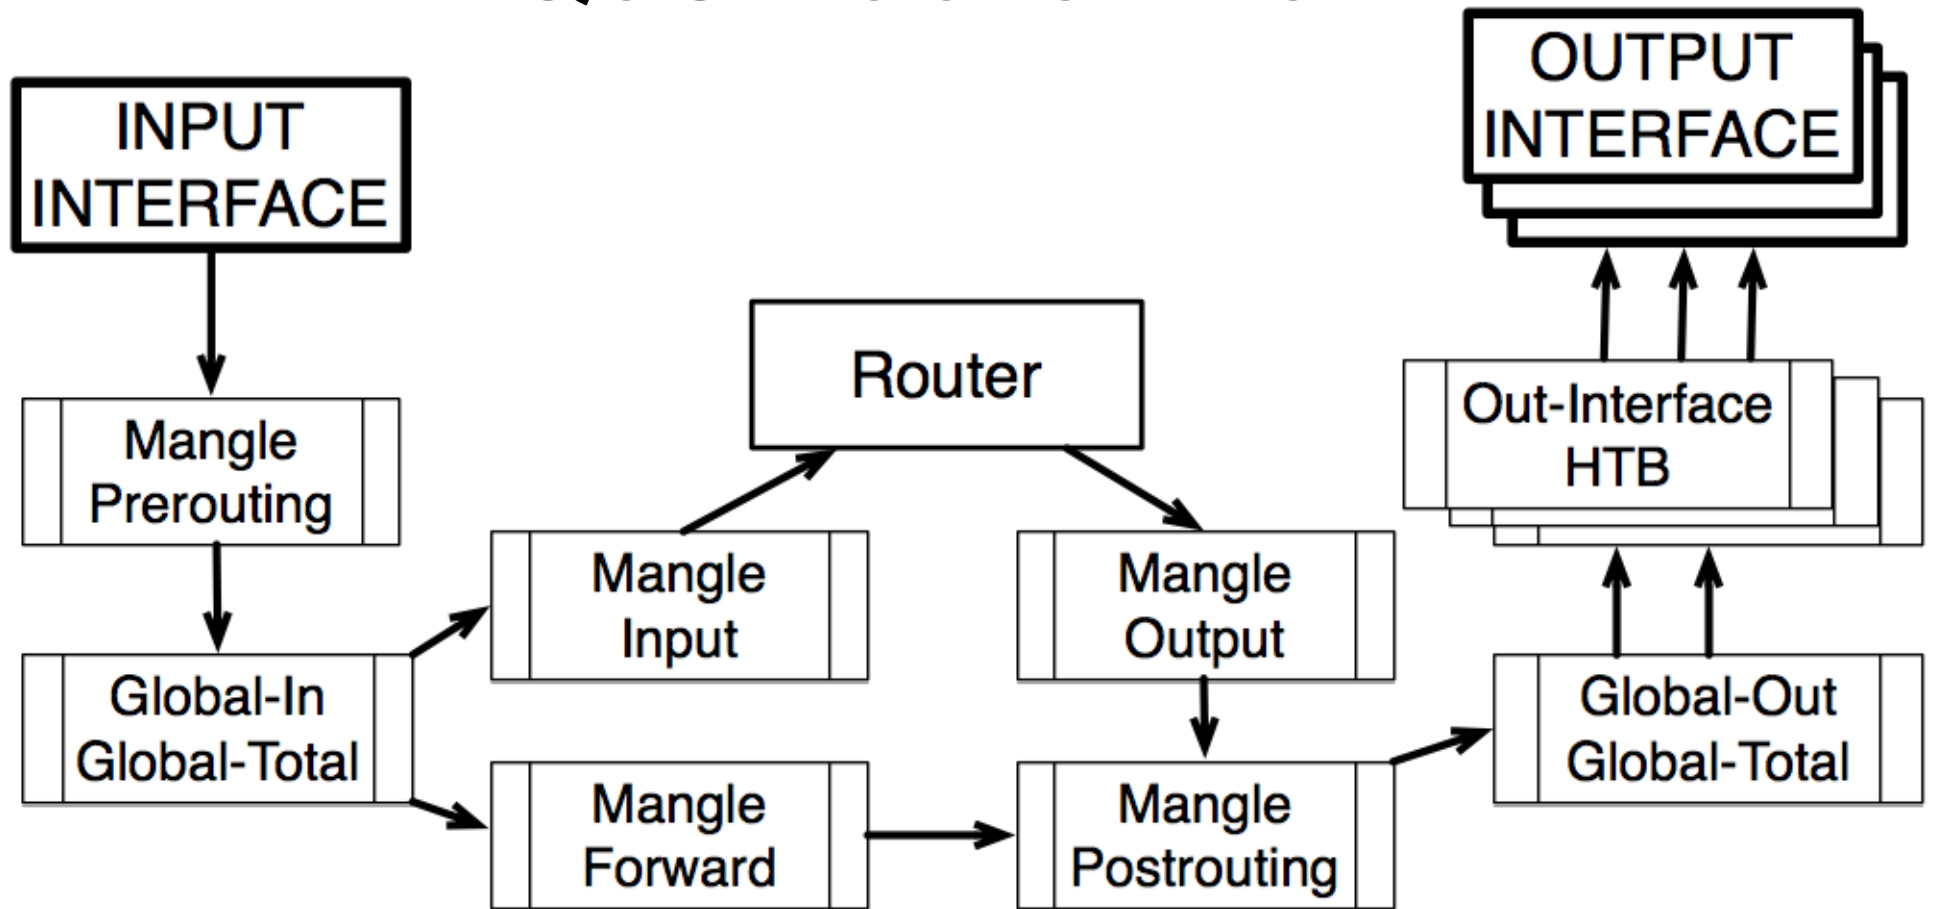 INPUT
INTERFACE
OUTPUT
INTERFACE
Router
Mangle
Prerouting
Out-Interface
HTB
Mangle
Input
Mangle
Output
Global-In
Global-Total
Global-Out
Global-Total
Mangle
Forward
Mangle
Postrouting